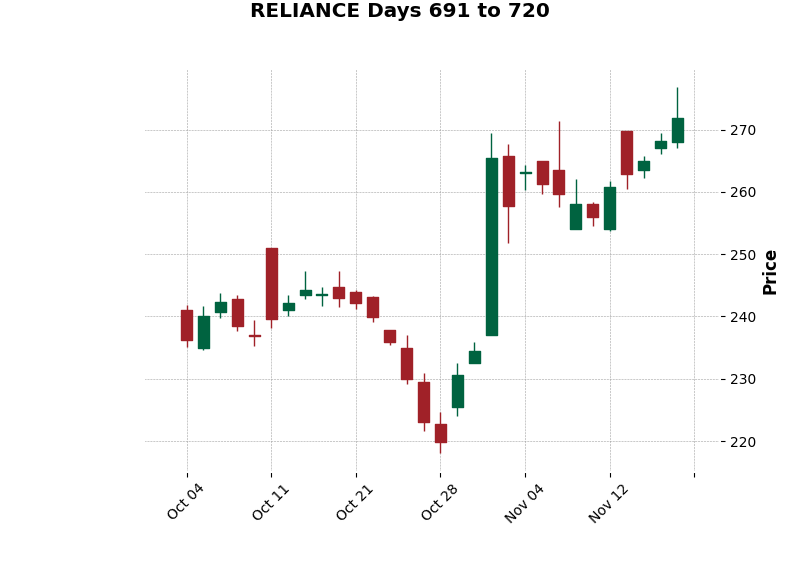 RELIANCE Days 691 to 720
270
260
250
240
230
220
Price
Oct 04
Oct 11
Oct 21
Oct 28
Nov 04
Nov 12